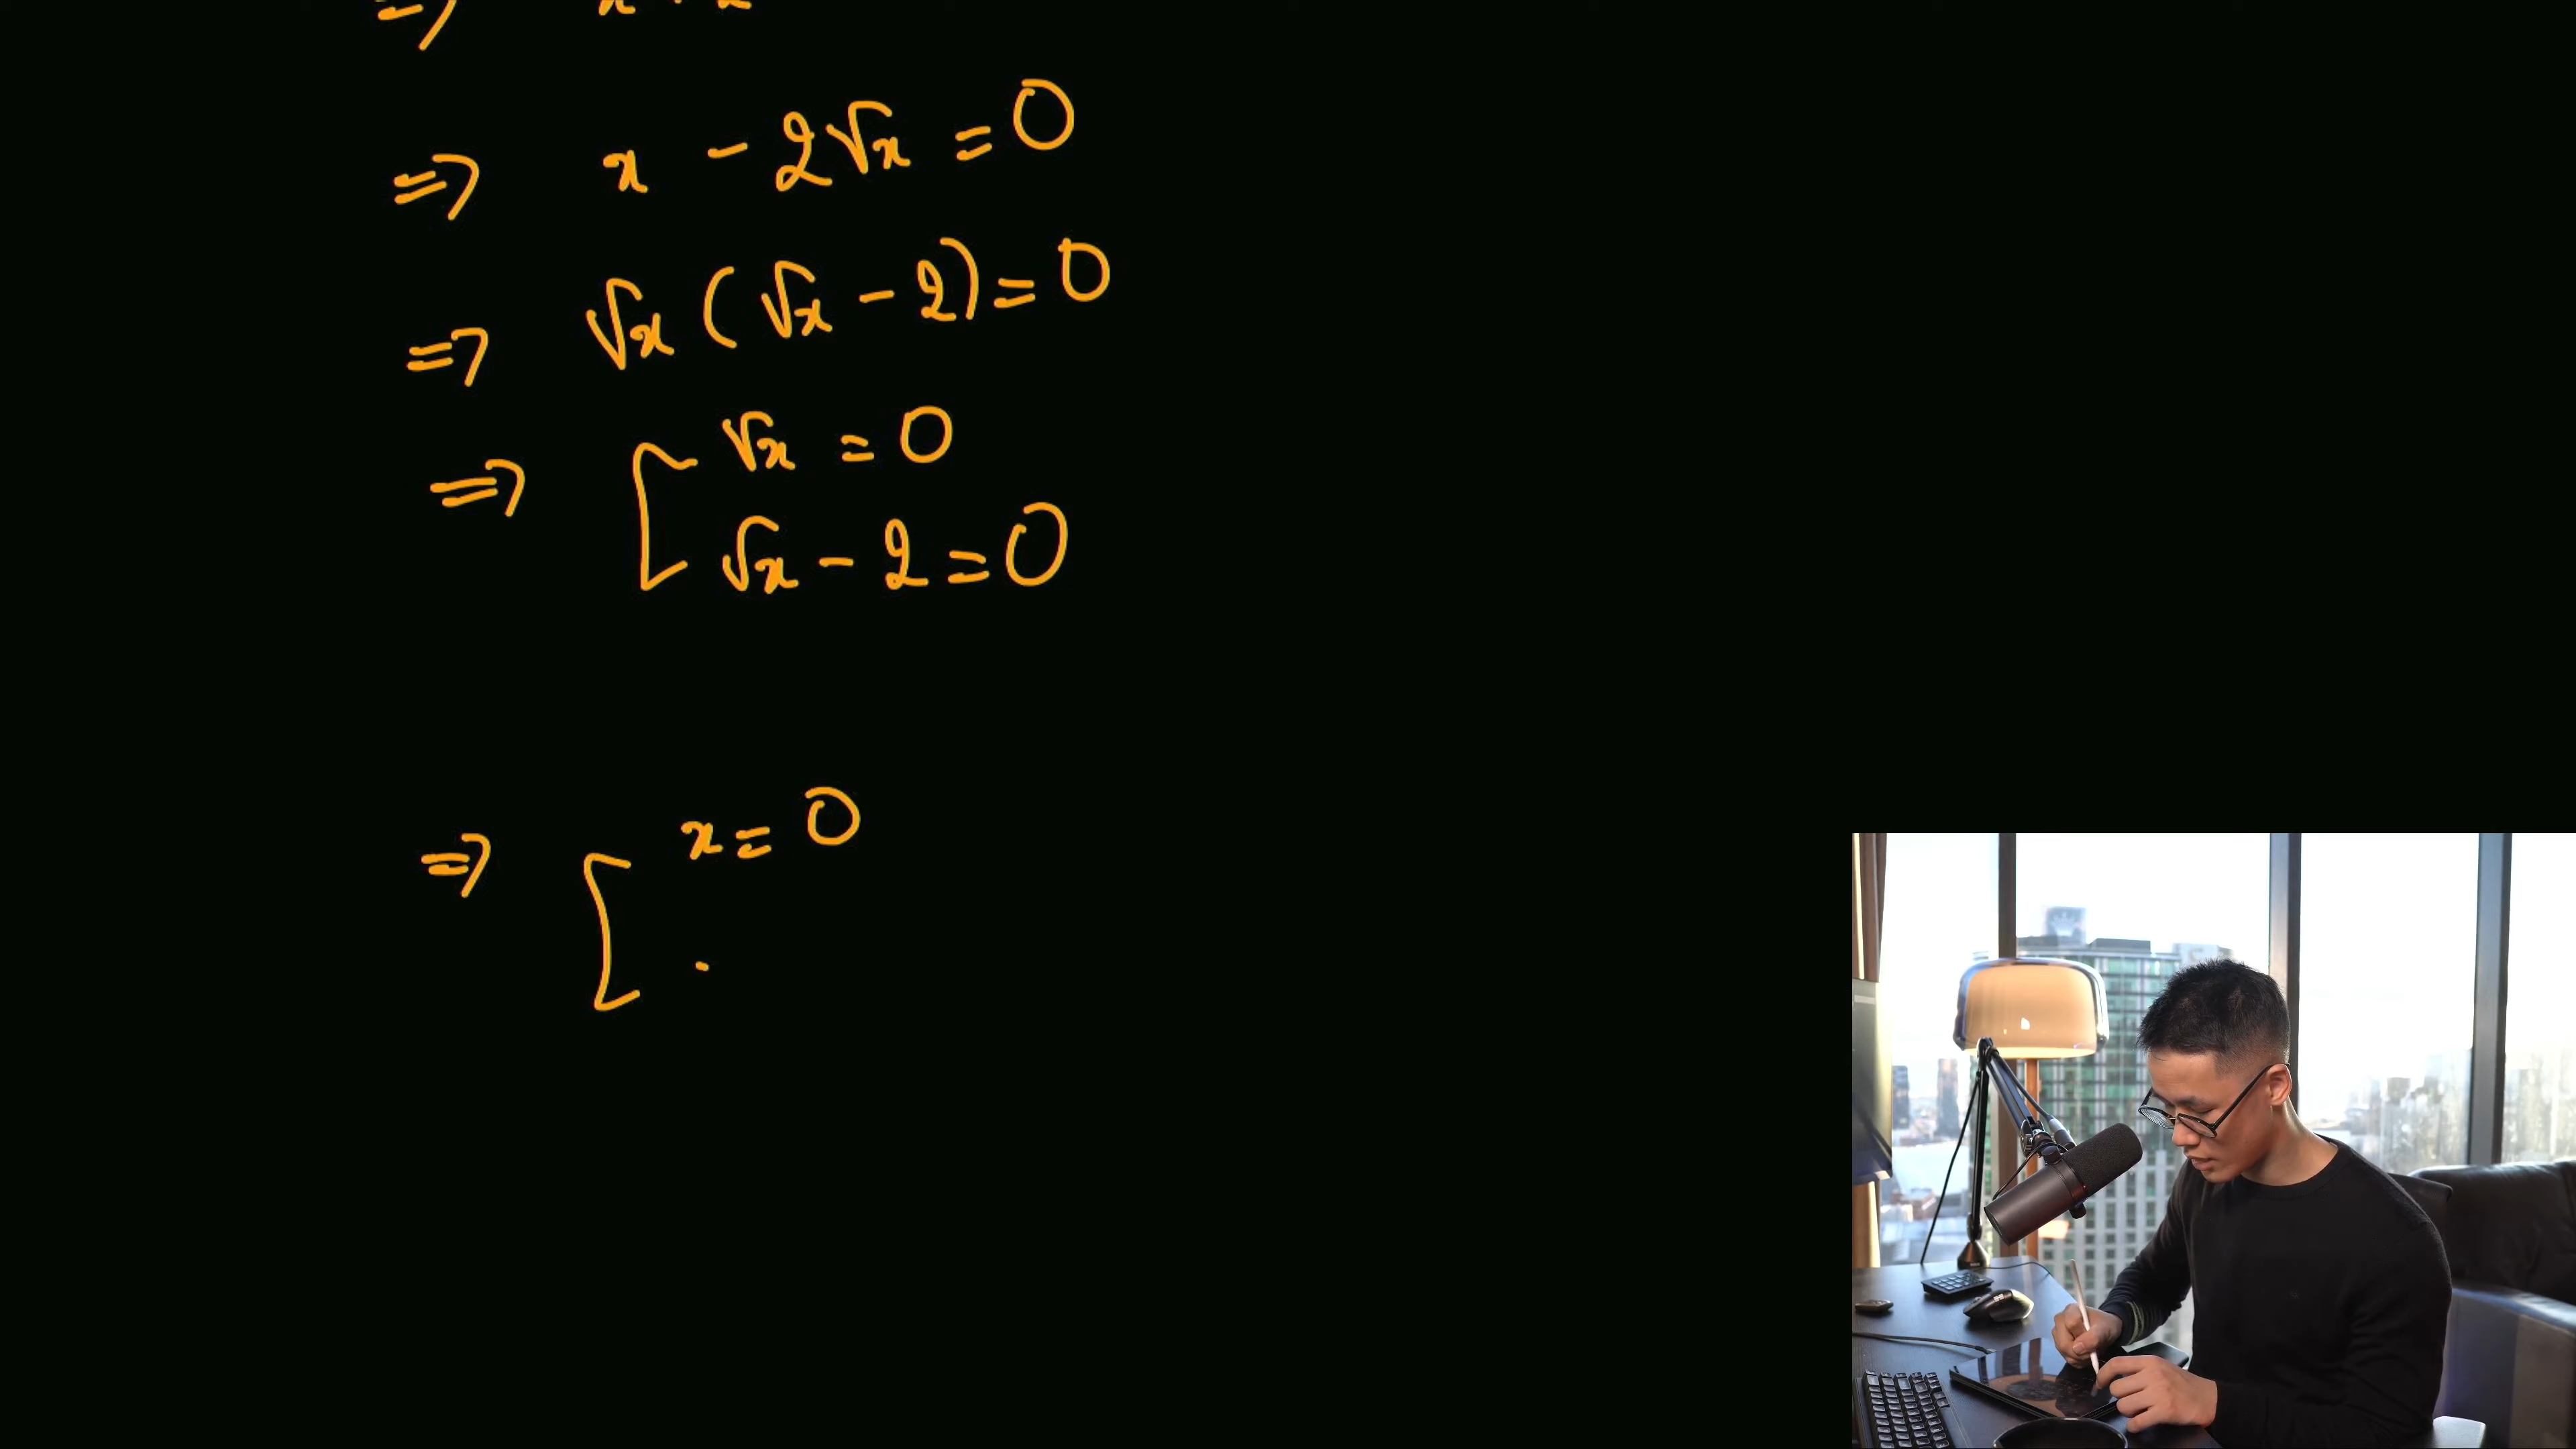 ⇒ x - 2√x = 0
⇒ √x (√x - 2) = 0
⇒ [ √x = 0
√x - 2 = 0
⇒ [ x = 0